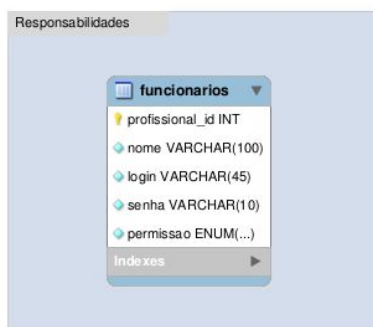 Responsabilidades
funcionarios
profissional_id INT
nome VARCHAR(100)
login VARCHAR(45)
senha VARCHAR(10)
permissao ENUM(...)
Indexes